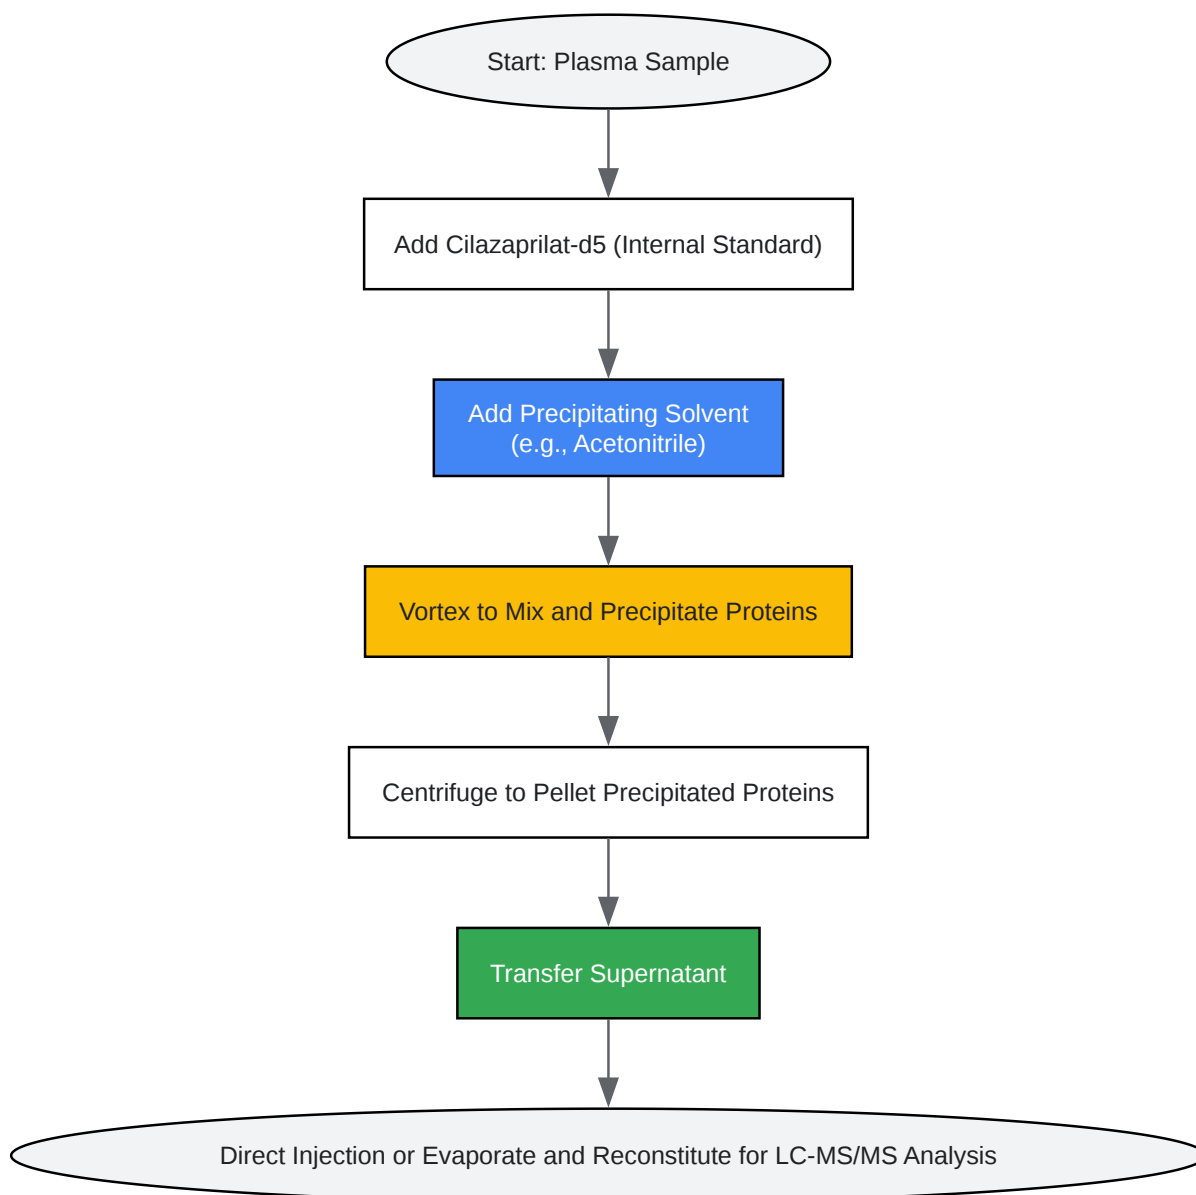 Start: Plasma Sample
Add Cilazaprilat-d5 (Internal Standard)
Add Precipitating Solvent
(e.g., Acetonitrile)
Vortex to Mix and Precipitate Proteins
Centrifuge to Pellet Precipitated Proteins
Transfer Supernatant
Direct Injection or Evaporate and Reconstitute for LC-MS/MS Analysis